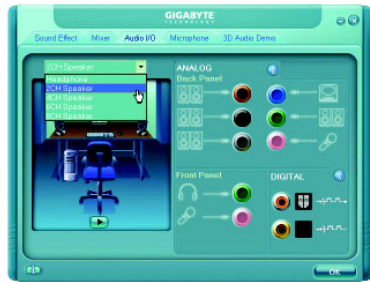 GIGABYTE
TECHNOLOGY
Sound Effect Mixer Audio I/O Microphone 3D Audio Demo
2CH Speaker
Headphone
2CH Speaker
4CH Speaker
6CH Speaker
8CH Speaker
ANALOG
Back Panel
Front Panel
DIGITAL
OK